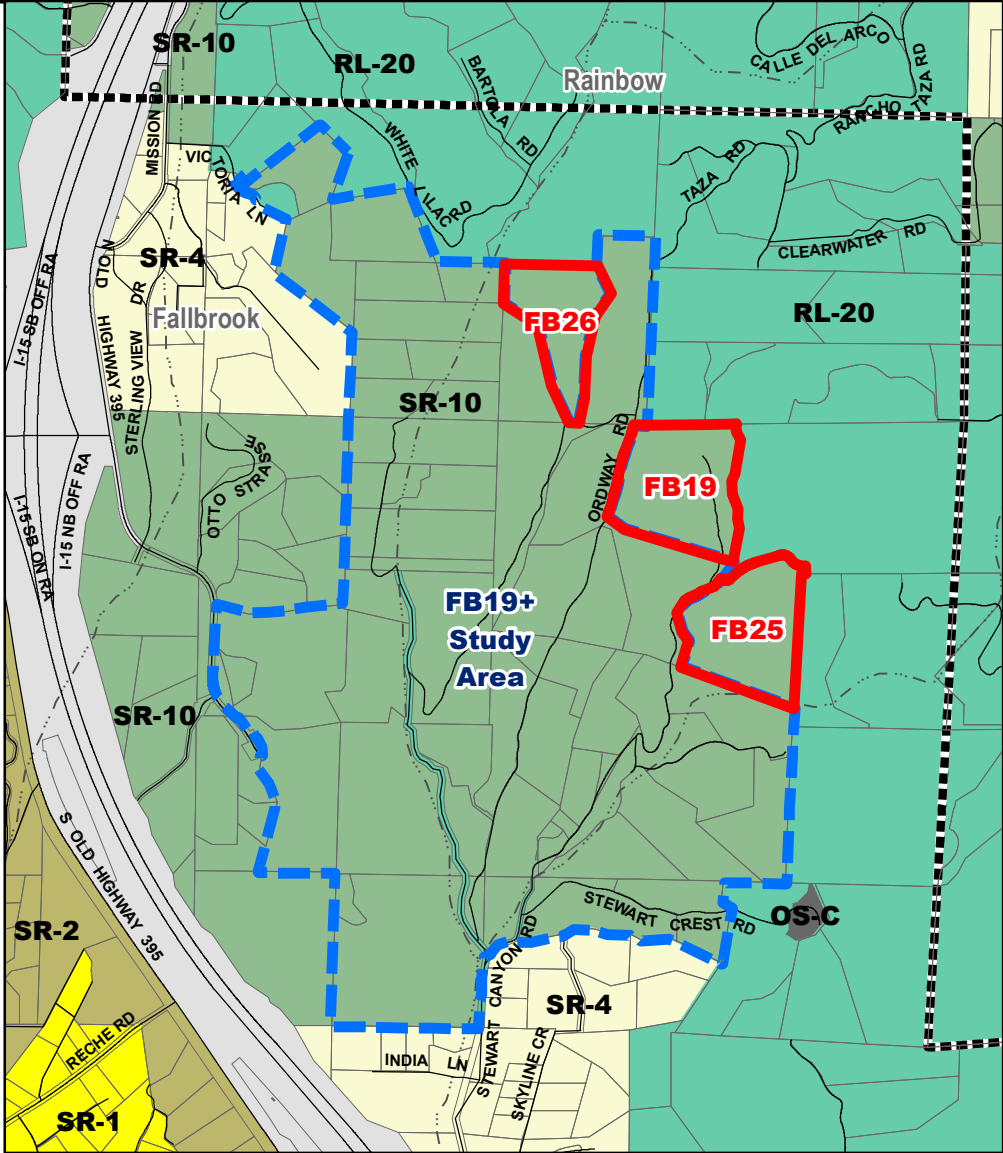 SR-10
RL-20
CALLE DEL ARCO
RANCHO TAZA RD
BARTOLA RD
Rainbow
MISSION RD
VICTORIA LN
WHITE LILAC RD
TAZA RD
CLEARWATER RD
SR-4
N OLD HIGHWAY 395
I-15 SB OFF RA
STERLING VIEW DR
Fallbrook
FB26
RL-20
SR-10
ORDWAY RD
OTTO STRASSE
FB19
I-15 NB OFF RA
I-15 SB ON RA
FB19+
Study
Area
FB25
SR-10
S OLD HIGHWAY 395
STEWART CREST RD
OS-C
SR-2
STEWART CANYON RD
SR-4
RECHE RD
INDIA LN
SKYLINE CR
SR-1